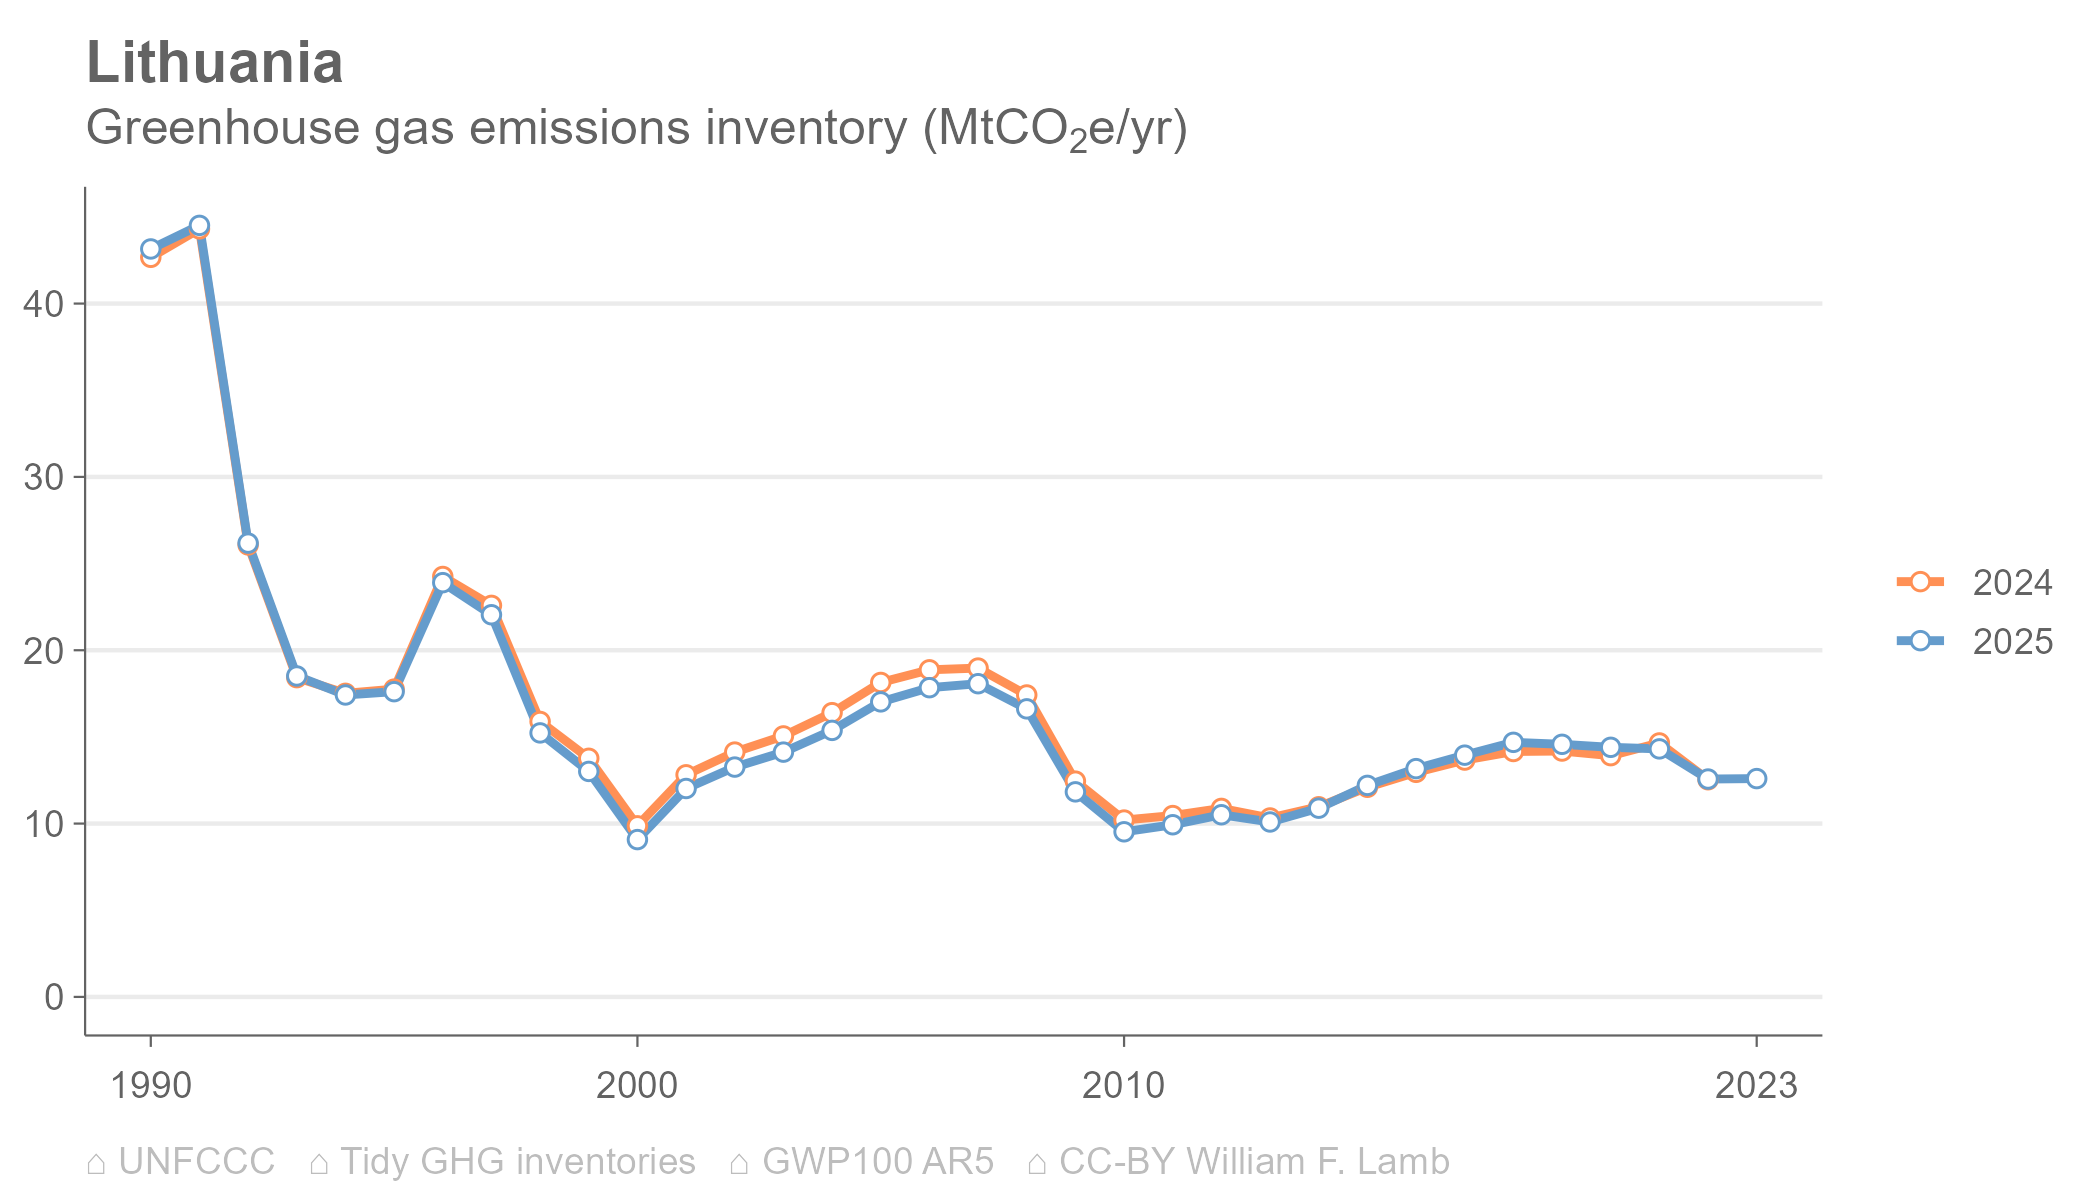 Lithuania
Greenhouse gas emissions inventory (MtCO₂e/yr)
40
30
20
10
0
1990 2000 2010 2023
2024
2025
⌂ UNFCCC ⌂ Tidy GHG inventories ⌂ GWP100 AR5 ⌂ CC-BY William F. Lamb